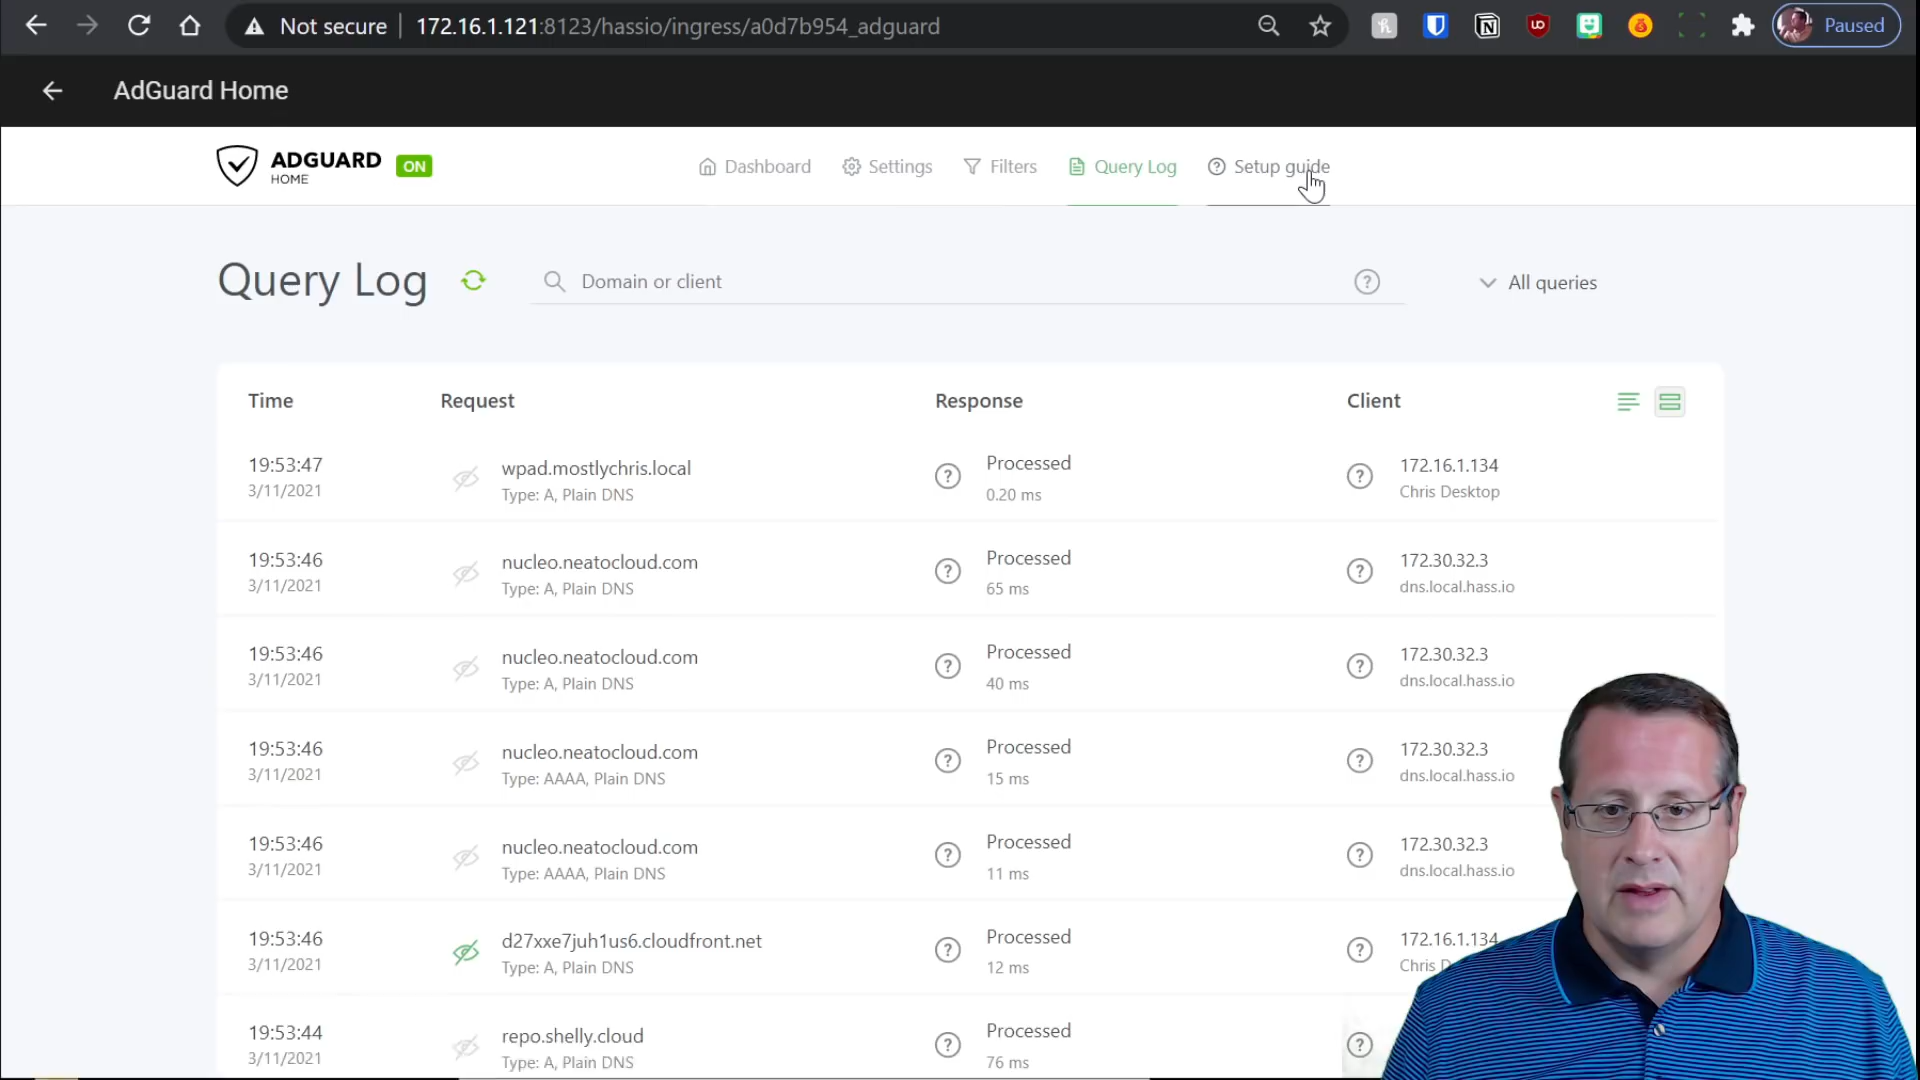 Not secure 172.16.1.121:8123/hassio/ingress/a0d7b954_adguard Paused
AdGuard Home
ADGUARD HOME ON Dashboard Settings Filters Query Log Setup guide
Query Log Domain or client ? All queries
Time Request Response Client
19:53:47 wpad.mostlychris.local Processed 172.16.1.134
3/11/2021 Type: A, Plain DNS 0.20 ms Chris Desktop
19:53:46 nucleo.neatocloud.com Processed 172.30.32.3
3/11/2021 Type: A, Plain DNS 65 ms dns.local.hass.io
19:53:46 nucleo.neatocloud.com Processed 172.30.32.3
3/11/2021 Type: A, Plain DNS 40 ms dns.local.hass.io
19:53:46 nucleo.neatocloud.com Processed 172.30.32.3
3/11/2021 Type: AAAA, Plain DNS 15 ms dns.local.hass.io
19:53:46 nucleo.neatocloud.com Processed 172.30.32.3
3/11/2021 Type: AAAA, Plain DNS 11 ms dns.local.hass.io
19:53:46 d27xxe7juh1us6.cloudfront.net Processed 172.16.1.134
3/11/2021 Type: A, Plain DNS 12 ms Chris
19:53:44 repo.shelly.cloud Processed
3/11/2021 Type: A, Plain DNS 76 ms